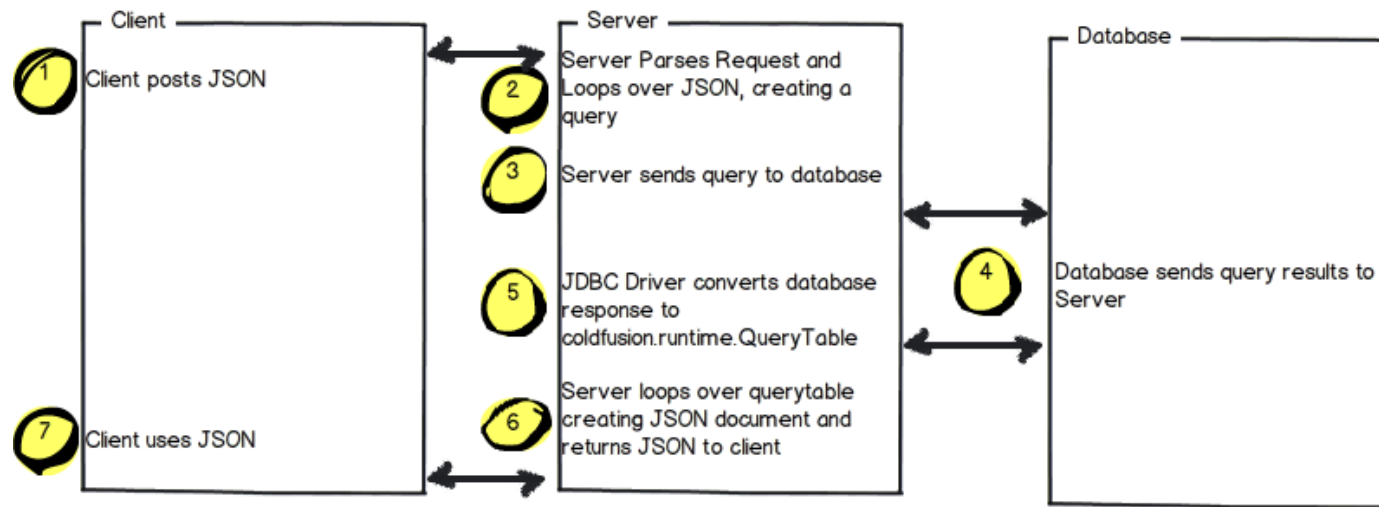 Client
Server
Database
1
Client posts JSON
2
Server Parses Request and
Loops over JSON, creating a
query
3
Server sends query to database
4
Database sends query results to
Server
5
JDBC Driver converts database
response to
coldfusion.runtime.QueryTable
6
Server loops over querytable
creating JSON document and
returns JSON to client
7
Client uses JSON